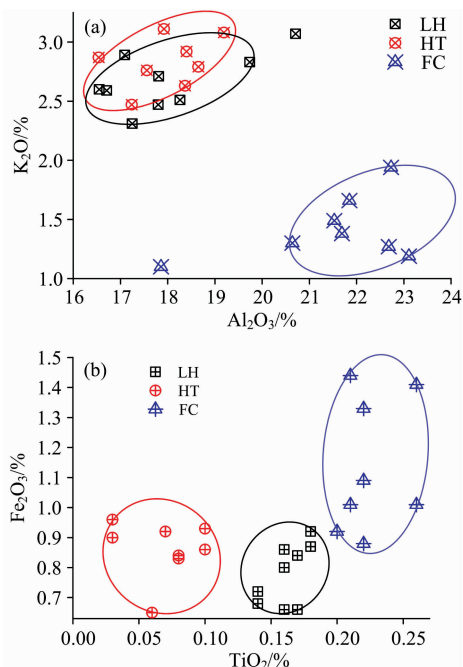 (a)
LH
HT
FC
3.0
2.5
2.0
1.5
1.0
K₂O/%
16 17 18 19 20 21 22 23 24
Al₂O₃/%
(b)
LH
HT
FC
1.5
1.4
1.3
1.2
1.1
1.0
0.9
0.8
0.7
Fe₂O₃/%
0.00 0.05 0.10 0.15 0.20 0.25
TiO₂/%